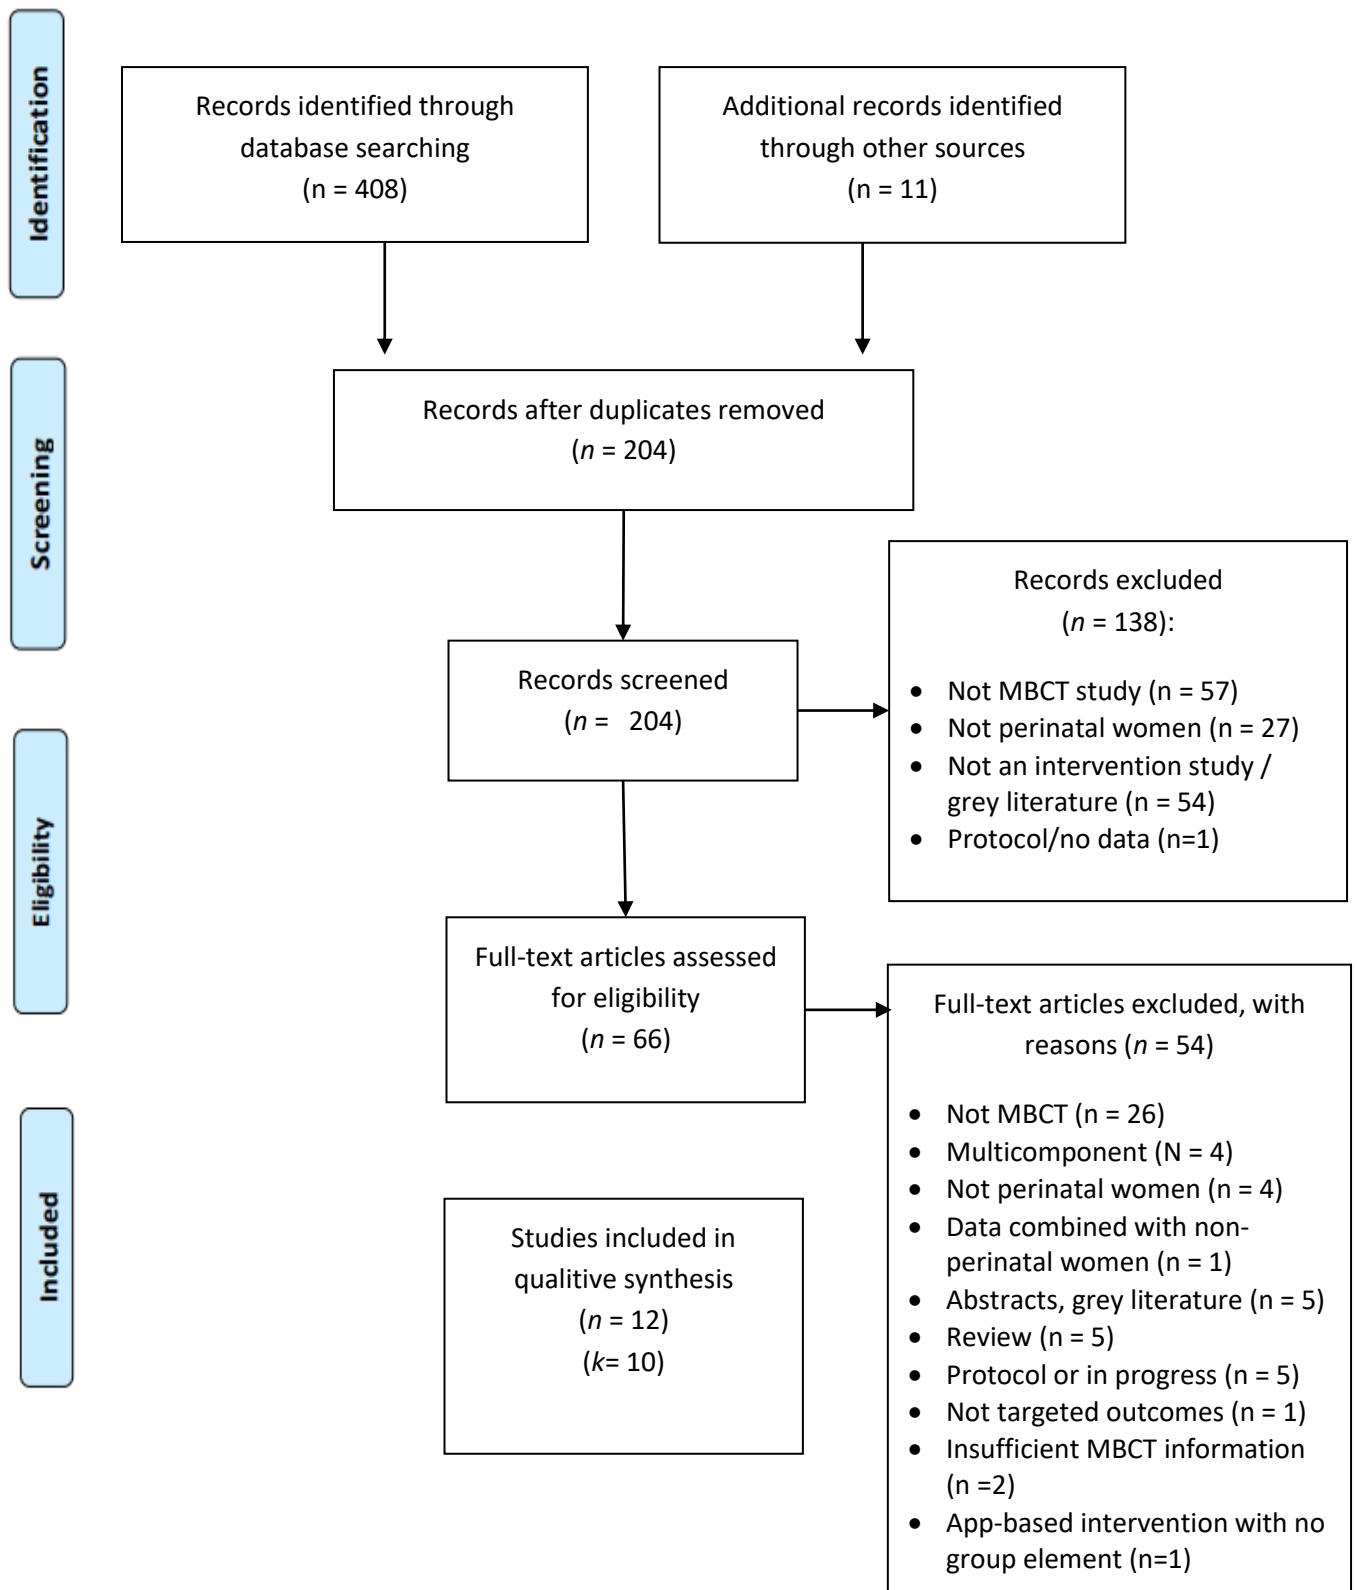 Identification
Records identified through
database searching
(n = 408)
Additional records identified
through other sources
(n = 11)
Screening
Records after duplicates removed
(n = 204)
Records screened
(n = 204)
Records excluded
(n = 138):
• Not MBCT study (n = 57)
• Not perinatal women (n = 27)
• Not an intervention study /
grey literature (n = 54)
• Protocol/no data (n=1)
Eligibility
Full-text articles assessed
for eligibility
(n = 66)
Full-text articles excluded, with
reasons (n = 54)
• Not MBCT (n = 26)
• Multicomponent (N = 4)
• Not perinatal women (n = 4)
• Data combined with non-
perinatal women (n = 1)
• Abstracts, grey literature (n = 5)
• Review (n = 5)
• Protocol or in progress (n = 5)
• Not targeted outcomes (n = 1)
• Insufficient MBCT information
(n =2)
• App-based intervention with no
group element (n=1)
Included
Studies included in
qualitive synthesis
(n = 12)
(k= 10)